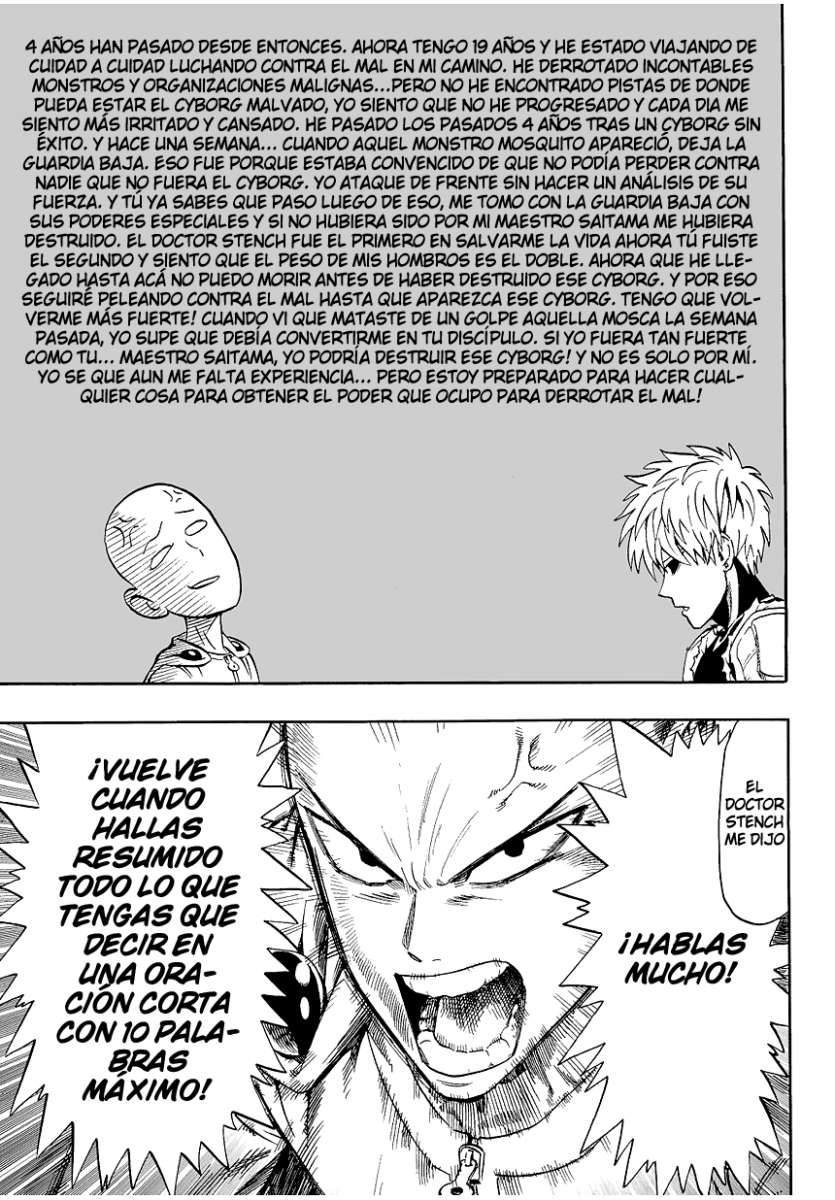 4 AÑOS HAN PASADO DESDE ENTONCES. AHORA TENGO 19 AÑOS Y HE ESTADO VIAJANDO DE
CUIDAD A CUIDAD LUCHANDO CONTRA EL MAL EN MI CAMINO. HE DERROTADO INCONTABLES
MONSTROS Y ORGANIZACIONES MALIGNAS...PERO NO HE ENCONTRADO PISTAS DE DONDE
PUEDA ESTAR EL CYBORG MALVADO, YO SIENTO QUE NO HE PROGRESADO Y CADA DIA ME
SIENTO MÁS IRRITADO Y CANSADO. HE PASADO LOS PASADOS 4 AÑOS TRAS UN CYBORG SIN
ÉXITO. Y HACE UNA SEMANA... CUANDO AQUEL MONSTRO MOSQUITO APARECIÓ, DEJA LA
GUARDIA BAJA. ESO FUE PORQUE ESTABA CONVENCIDO DE QUE NO PODÍA PERDER CONTRA
NADIE QUE NO FUERA EL CYBORG. YO ATAQUE DE FRENTE SIN HACER UN ANÁLISIS DE SU
FUERZA. Y TÚ YA SABES QUE PASO LUEGO DE ESO, ME TOMO CON LA GUARDIA BAJA CON
SUS PODERES ESPECIALES Y SI NO HUBIERA SIDO POR MI MAESTRO SAITAMA ME HUBIERA
DESTRUIDO. EL DOCTOR STENCH FUE EL PRIMERO EN SALVARME LA VIDA AHORA TÚ FUISTE
EL SEGUNDO Y SIENTO QUE EL PESO DE MIS HOMBROS ES EL DOBLE. AHORA QUE HE LLE-
GADO HASTA ACÁ NO PUEDO MORIR ANTES DE HABER DESTRUIDO ESE CYBORG. Y POR ESO
SEGUIRÉ PELEANDO CONTRA EL MAL HASTA QUE APAREZCA ESE CYBORG. TENGO QUE VOL-
VERME MÁS FUERTE! CUANDO VI QUE MATASTE DE UN GOLPE AQUELLA MOSCA LA SEMANA
PASADA, YO SUPE QUE DEBÍA CONVERTIRME EN TU DISCÍPULO. SI YO FUERA TAN FUERTE
COMO TU... MAESTRO SAITAMA, YO PODRÍA DESTRUIR ESE CYBORG! Y NO ES SOLO POR MÍ.
YO SE QUE AUN ME FALTA EXPERIENCIA... PERO ESTOY PREPARADO PARA HACER CUAL-
QUIER COSA PARA OBTENER EL PODER QUE OCUPO PARA DERROTAR EL MAL!
EL
DOCTOR
STENCH
ME DIJO
¡HABLAS
MUCHO!
¡VUELVE
CUANDO
HALLAS
RESUMIDO
TODO LO QUE
TENGAS QUE
DECIR EN
UNA ORA-
CIÓN CORTA
CON 10 PALA-
BRAS
MÁXIMO!